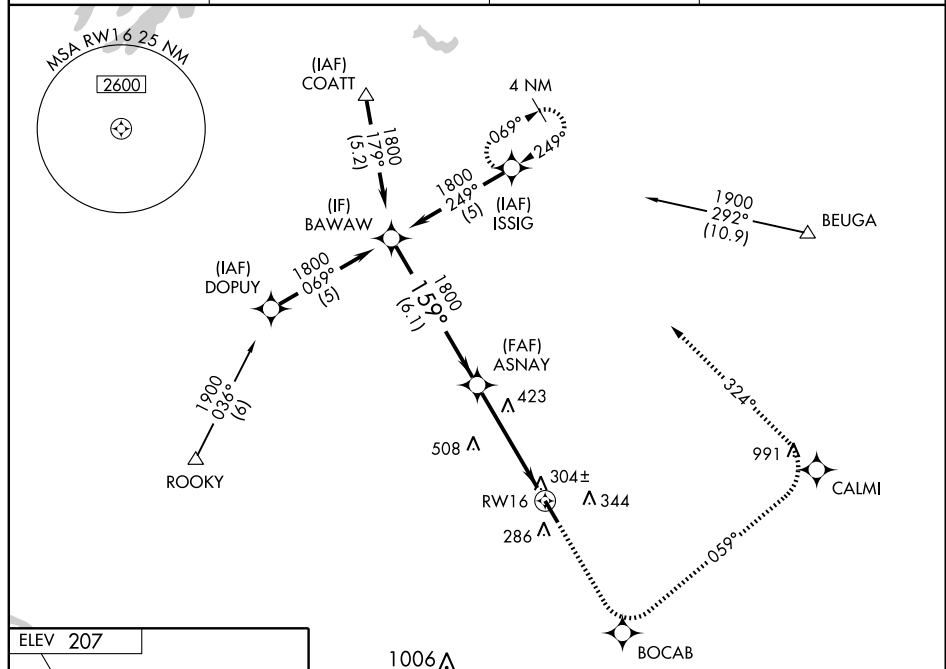 MSA RW16 25 NM
2600
(IAF)
COATT
1800
179°
(5.2)
4 NM
069°
249°
1800
249°
(5)
(IAF)
ISSIG
(IF)
BAWAW
1900
292°
(10.9)
BEUGA
(IAF)
DOPUY
1800
069°
(5)
1800
159°
(6.1)
(FAF)
ASNAY
423
508
1900
036°
(6)
ROOKY
324°
991
CALMI
304±
RW16
344
286
059°
BOCAB
ELEV 207
1006